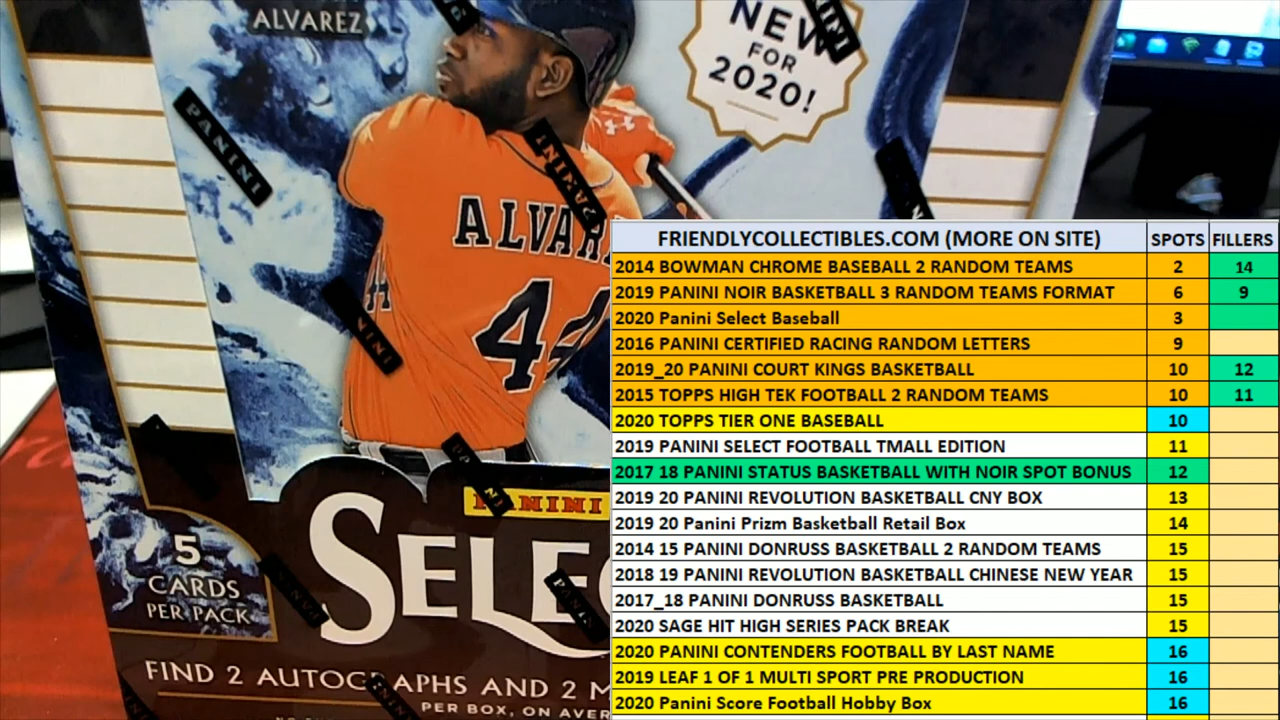 ALVAREZ
NEW
FOR
2020!
PANINI
ALVAR
44
PANINI
SELEC
5
CARDS
PER PACK
FIND 2 AUTOGRAPHS AND 2 M
PER BOX, ON AVER
FRIENDLYCOLLECTIBLES.COM (MORE ON SITE) SPOTS FILLERS
2014 BOWMAN CHROME BASEBALL 2 RANDOM TEAMS 2 14
2019 PANINI NOIR BASKETBALL 3 RANDOM TEAMS FORMAT 6 9
2020 Panini Select Baseball 3
2016 PANINI CERTIFIED RACING RANDOM LETTERS 9
2019_20 PANINI COURT KINGS BASKETBALL 10 12
2015 TOPPS HIGH TEK FOOTBALL 2 RANDOM TEAMS 10 11
2020 TOPPS TIER ONE BASEBALL 10
2019 PANINI SELECT FOOTBALL TMALL EDITION 11
2017 18 PANINI STATUS BASKETBALL WITH NOIR SPOT BONUS 12
2019 20 PANINI REVOLUTION BASKETBALL CNY BOX 13
2019 20 Panini Prizm Basketball Retail Box 14
2014 15 PANINI DONRUSS BASKETBALL 2 RANDOM TEAMS 15
2018 19 PANINI REVOLUTION BASKETBALL CHINESE NEW YEAR 15
2017_18 PANINI DONRUSS BASKETBALL 15
2020 SAGE HIT HIGH SERIES PACK BREAK 15
2020 PANINI CONTENDERS FOOTBALL BY LAST NAME 16
2019 LEAF 1 OF 1 MULTI SPORT PRE PRODUCTION 16
2020 Panini Score Football Hobby Box 16